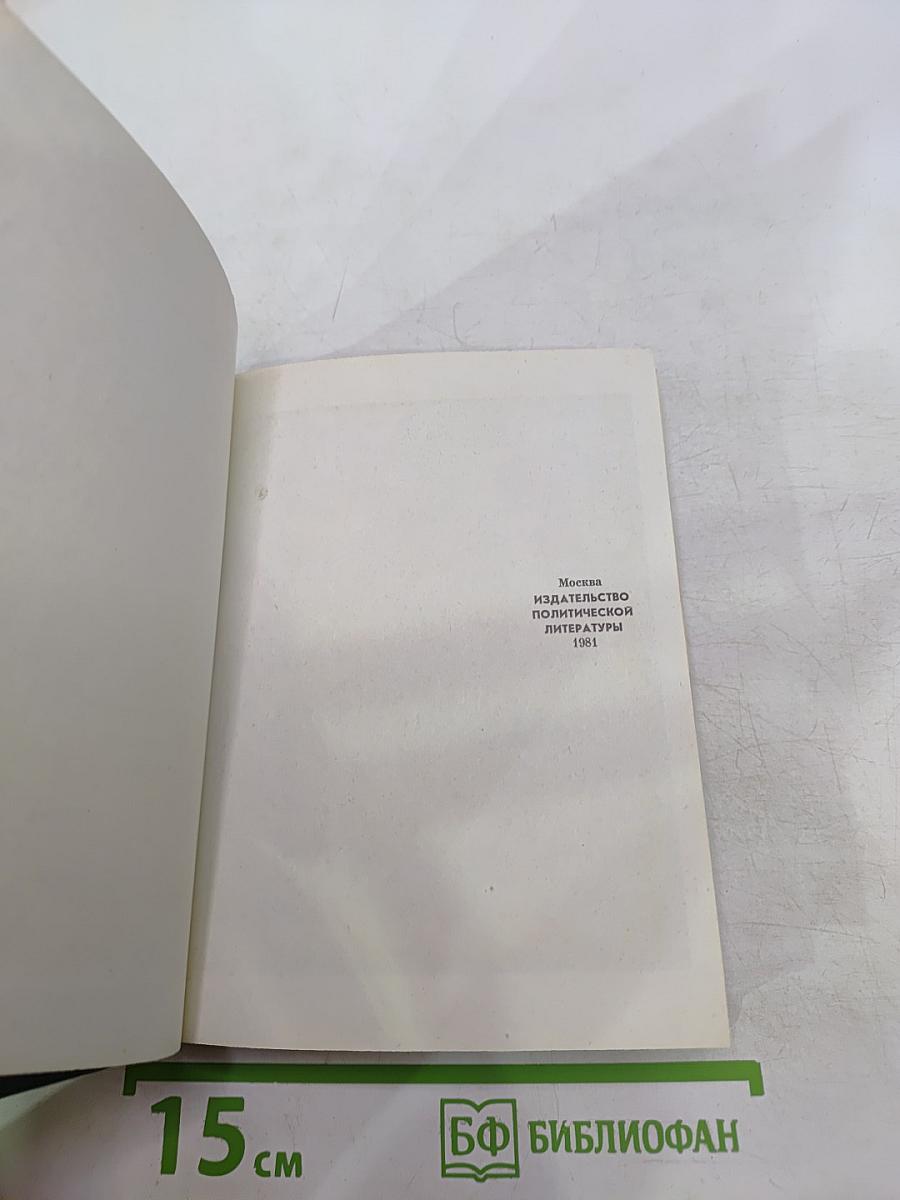 Москва
ИЗДАТЕЛЬСТВО
ПОЛИТИЧЕСКОЙ
ЛИТЕРАТУРЫ
1981
15 см
БФ БИБЛИОФАН